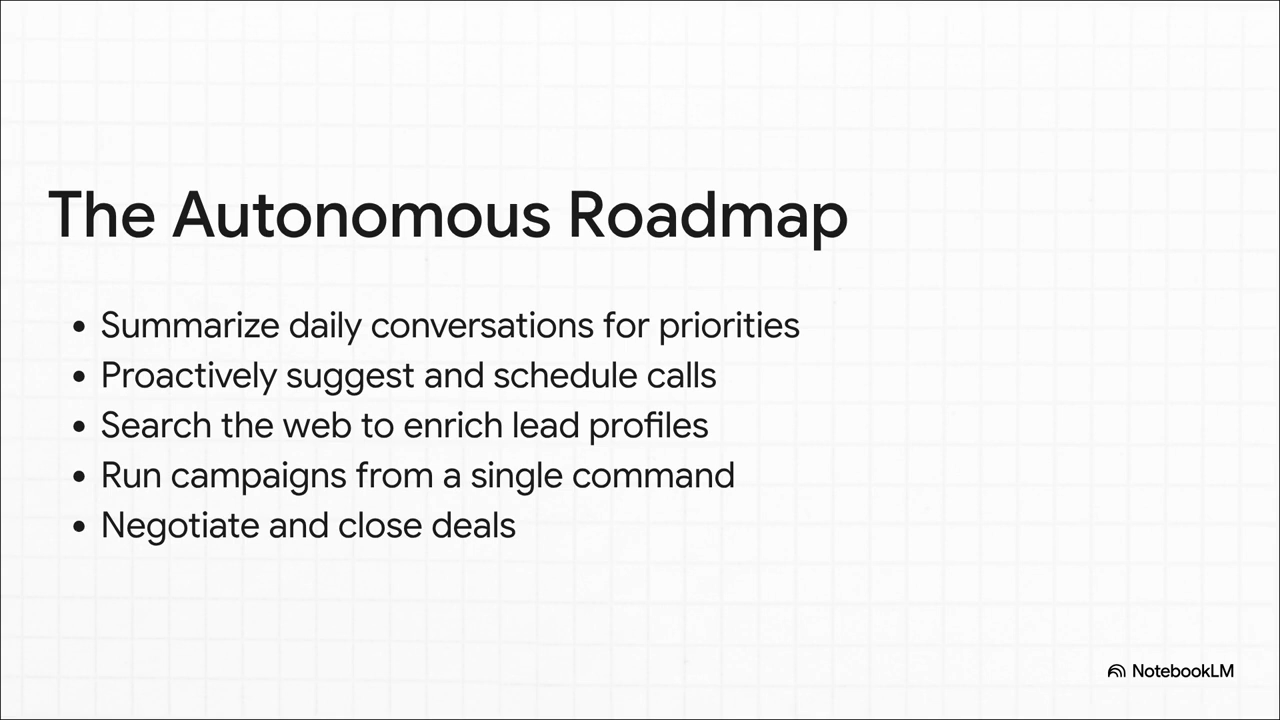 The Autonomous Roadmap
• Summarize daily conversations for priorities
• Proactively suggest and schedule calls
• Search the web to enrich lead profiles
• Run campaigns from a single command
• Negotiate and close deals
NotebookLM